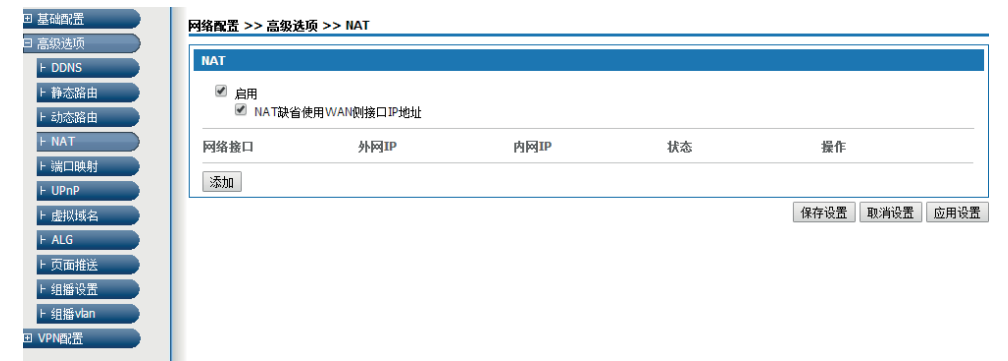 基础配置
高级选项
DDNS
静态路由
动态路由
NAT
端口映射
UPnP
虚拟域名
ALG
页面推送
组播设置
组播vlan
VPN配置
网络配置 >> 高级选项 >> NAT
NAT
启用
NAT缺省使用WAN侧接口IP地址
网络接口 外网IP 内网IP 状态 操作
添加
保存设置 取消设置 应用设置